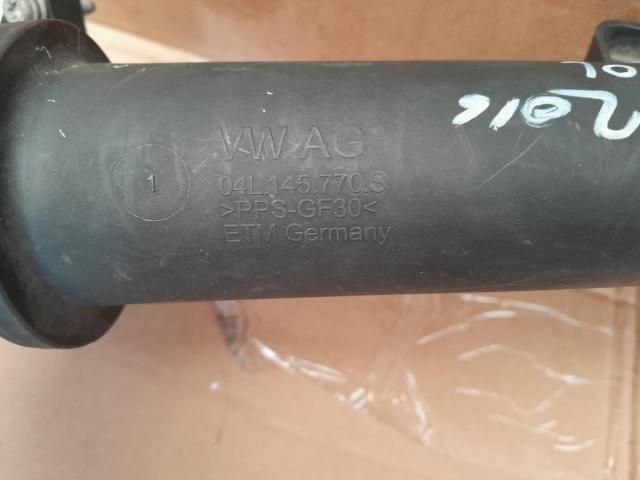 VW AG
1
04L.145.770.S
>PPS-GF30<
ETM Germany
2016